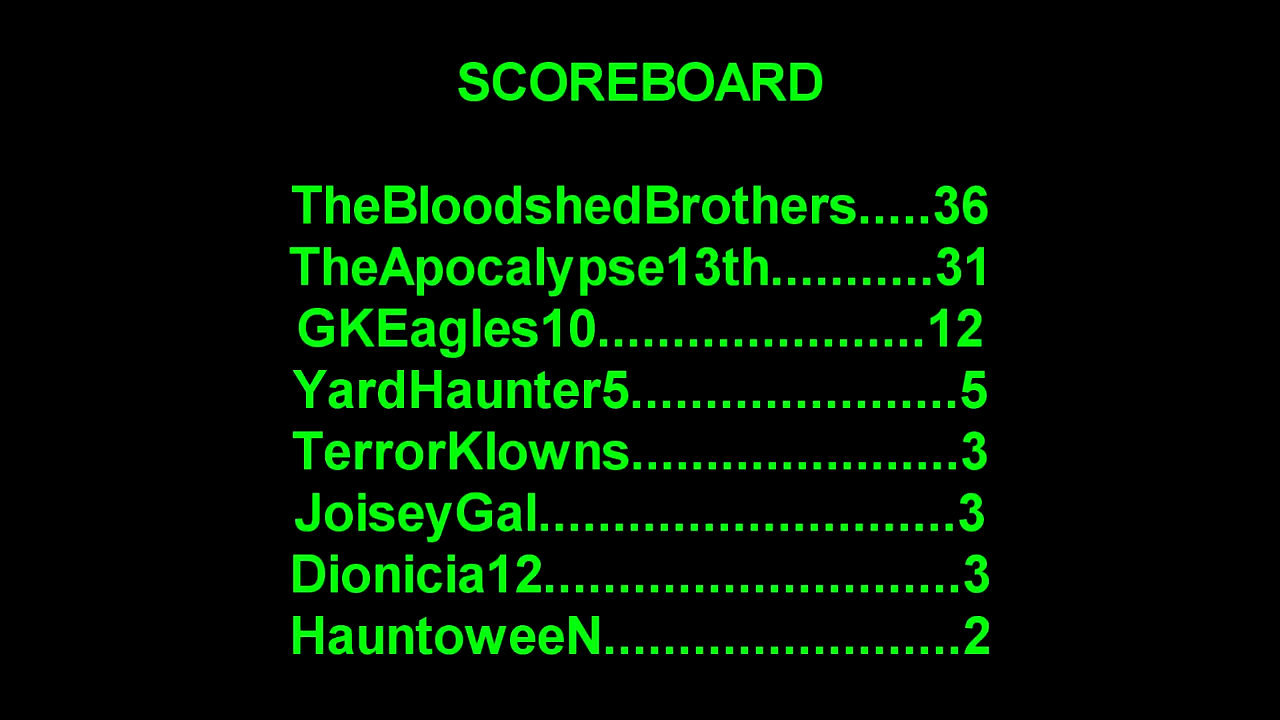 SCOREBOARD
TheBloodshedBrothers.....36
TheApocalypse13th...........31
GKEagles10......................12
YardHaunter5......................5
TerrorKlowns......................3
JoiseyGal............................3
Dionicia12............................3
HauntoweeN........................2